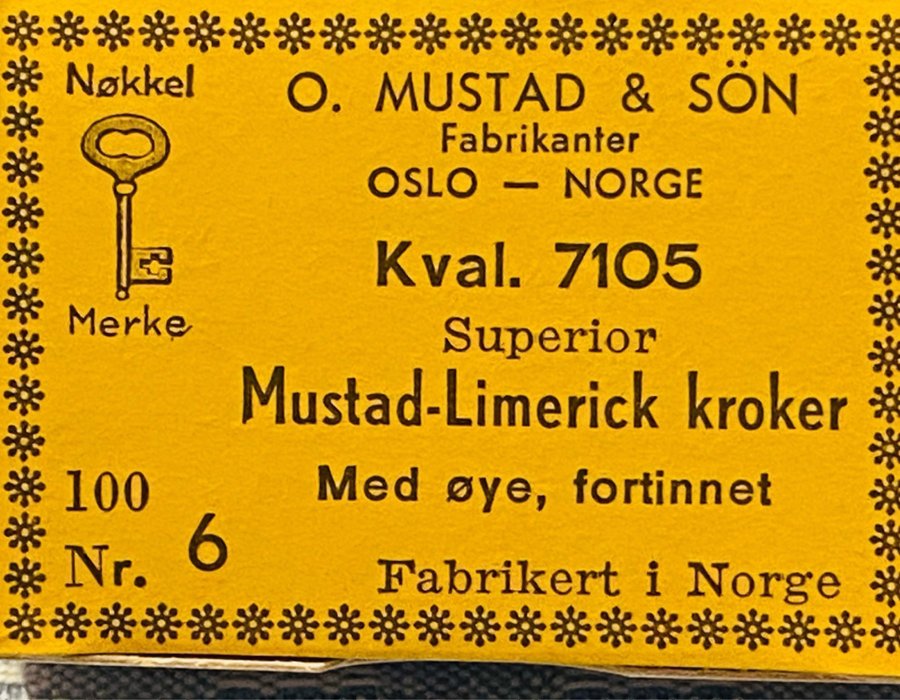 Nøkkel
Merke
O. MUSTAD & SÖN
Fabrikanter
OSLO — NORGE
Kval. 7105
Superior
Mustad-Limerick kroker
Med øye, fortinnet
100
Nr. 6
Fabrikert i Norge